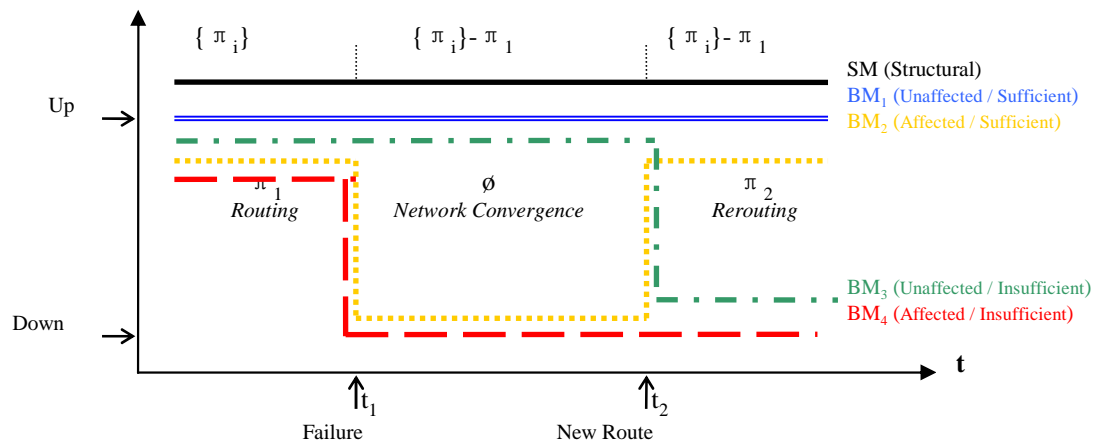 { π i} { π i} - π 1 { π i} - π 1
SM (Structural)
Up
BM1 (Unaffected / Sufficient)
BM2 (Affected / Sufficient)
π 1 ø π 2
Routing Network Convergence Rerouting
BM3 (Unaffected / Insufficient)
Down
BM4 (Affected / Insufficient)
t
t1 t2
Failure New Route